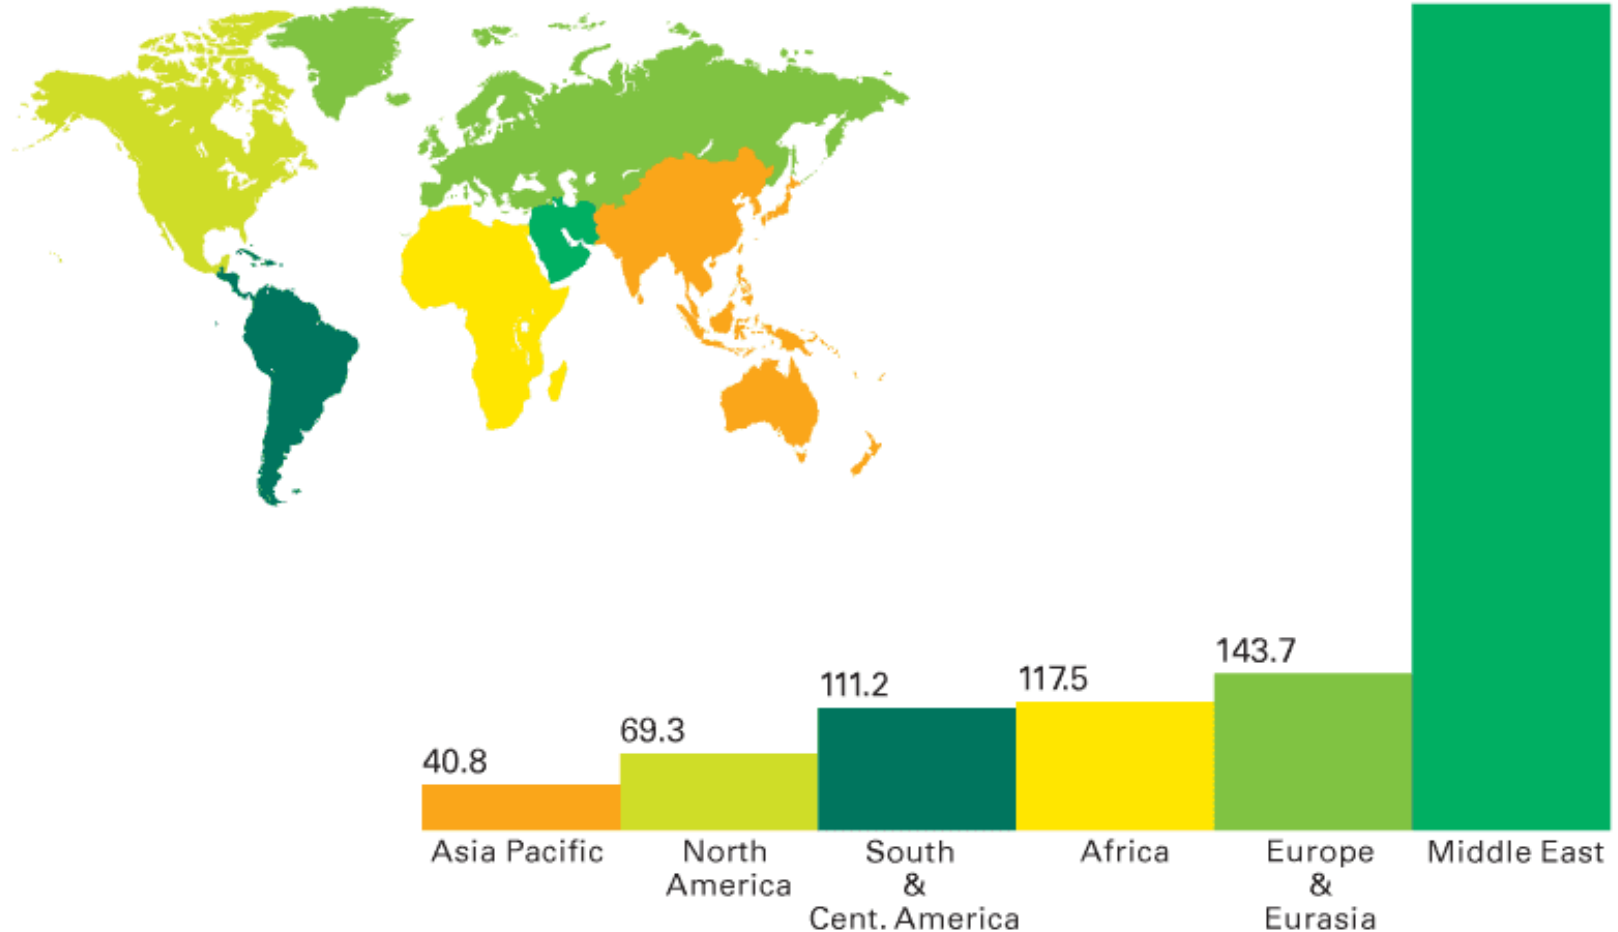 40.8
69.3
111.2
117.5
143.7
Asia Pacific
North
America
South
&
Cent. America
Africa
Europe
&
Eurasia
Middle East